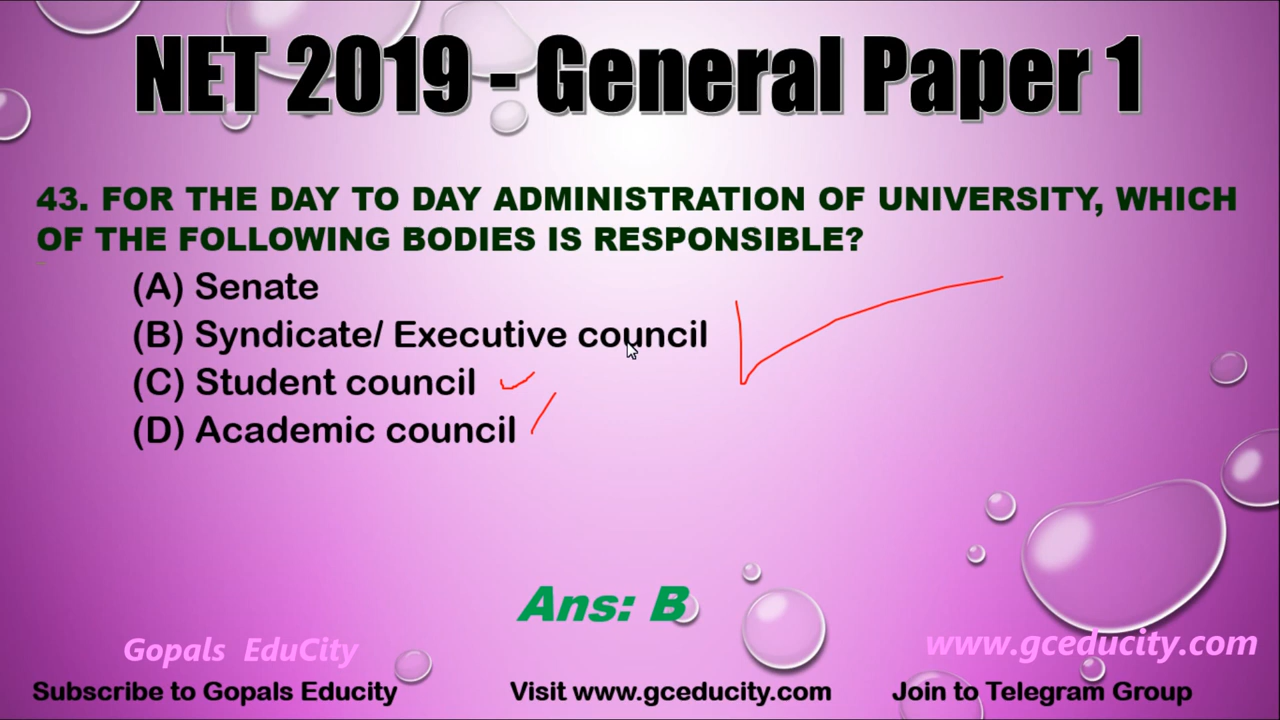 NET 2019 - General Paper 1
43. FOR THE DAY TO DAY ADMINISTRATION OF UNIVERSITY, WHICH
OF THE FOLLOWING BODIES IS RESPONSIBLE?
(A) Senate
(B) Syndicate/ Executive council
(C) Student council
(D) Academic council
Ans: B
Gopals EduCity
www.gceducity.com
Subscribe to Gopals Educity
Visit www.gceducity.com
Join to Telegram Group